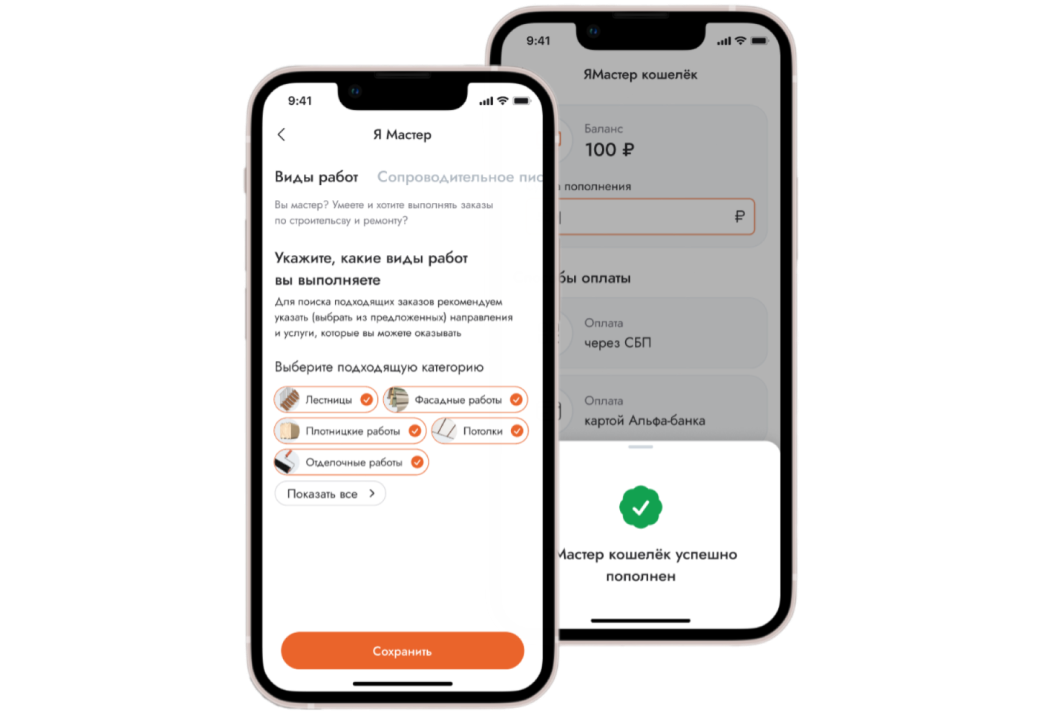 9:41
Я Мастер
Виды работ Сопроводительное пис
Вы мастер? Умеете и хотите выполнять заказы
по строительсву и ремонту?
Укажите, какие виды работ
вы выполняете
Для поиска подходящих заказов рекомендуем
указать (выбрать из предложенных) направления
и услуги, которые вы можете оказывать
Выберите подходящую категорию
Лестницы
Фасадные работы
Плотницкие работы
Потолки
Отделочные работы
Показать все
Сохранить
9:41
ЯМастер кошелёк
Баланс
100 ₽
пополнения
₽
бы оплаты
Оплата
через СБП
Оплата
картой Альфа-банка
Мастер кошелёк успешно
пополнен